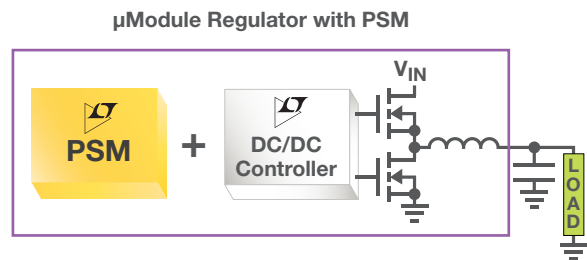 µModule Regulator with PSM
PSM
+
DC/DC
Controller
VIN
LOAD